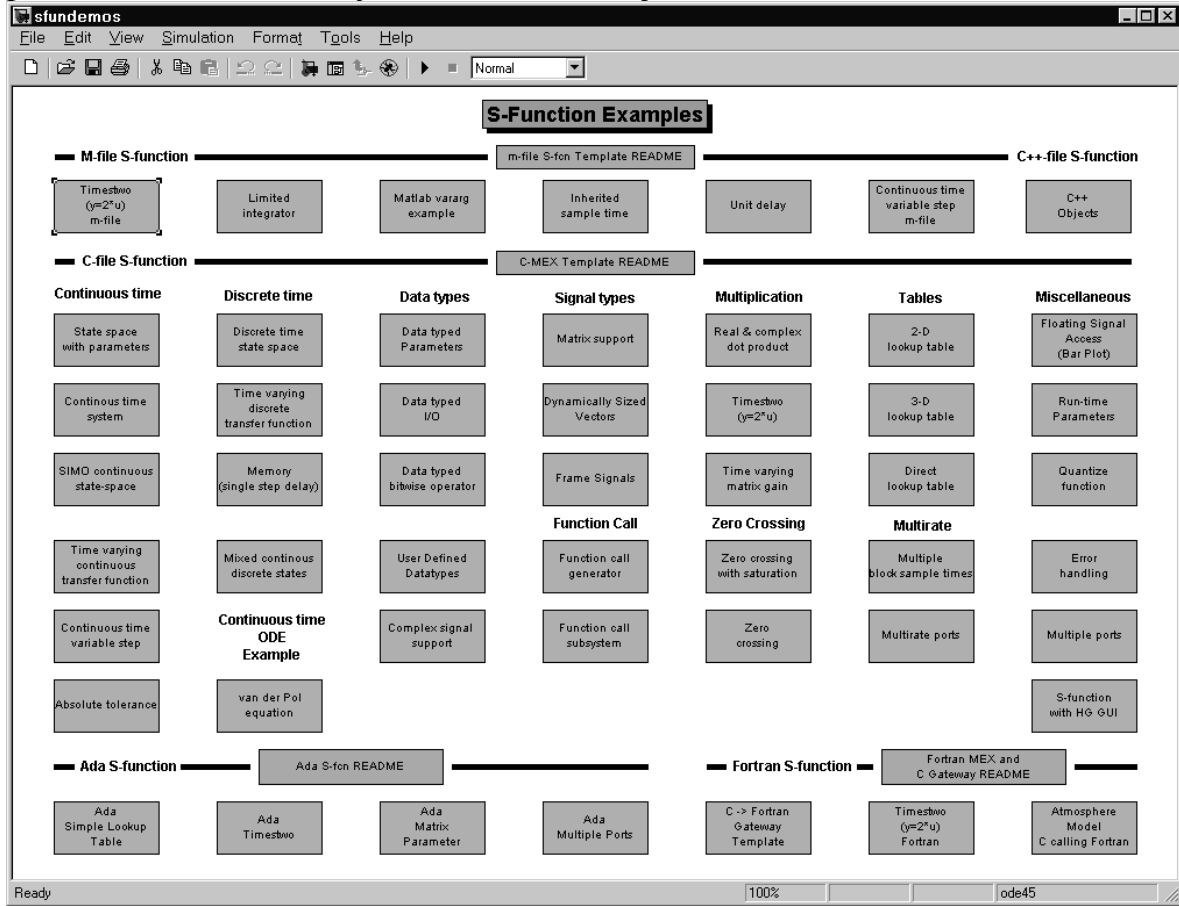 sfundemos
File Edit View Simulation Format Tools Help
Normal
S-Function Examples
M-file S-function
m-file S-fcn Template README
C++-file S-function
Timestwo
(y=2*u)
m-file
Limited
integrator
Matlab vararg
example
Inherited
sample time
Unit delay
Continuous time
variable step
m-file
C++
Objects
C-file S-function
C-MEX Template README
Continuous time
Discrete time
Data types
Signal types
Multiplication
Tables
Miscellaneous
State space
with parameters
Discrete time
state space
Data typed
Parameters
Matrix support
Real & complex
dot product
2-D
lookup table
Floating Signal
Access
(Bar Plot)
Continous time
system
Time varying
discrete
transfer function
Data typed
I/O
Dynamically Sized
Vectors
Timestwo
(y=2*u)
3-D
lookup table
Run-time
Parameters
SIMO continuous
state-space
Memory
(single step delay)
Data typed
bitwise operator
Frame Signals
Time varying
matrix gain
Direct
lookup table
Quantize
function
Function Call
Zero Crossing
Multirate
Time varying
continuous
transfer function
Mixed continous
discrete states
User Defined
Datatypes
Function call
generator
Zero crossing
with saturation
Multiple
block sample times
Error
handling
Continuous time
variable step
Continuous time
ODE
Example
Complex signal
support
Function call
subsystem
Zero
crossing
Multirate ports
Multiple ports
Absolute tolerance
van der Pol
equation
S-function
with HG GUI
Ada S-function
Ada S-fcn README
Fortran S-function
Fortran MEX and
C Gateway README
Ada
Simple Lookup
Table
Ada
Timestwo
Ada
Matrix
Parameter
Ada
Multiple Ports
C -> Fortran
Gateway
Template
Timestwo
(y=2*u)
Fortran
Atmosphere
Model
C calling Fortran
Ready
100%
ode45